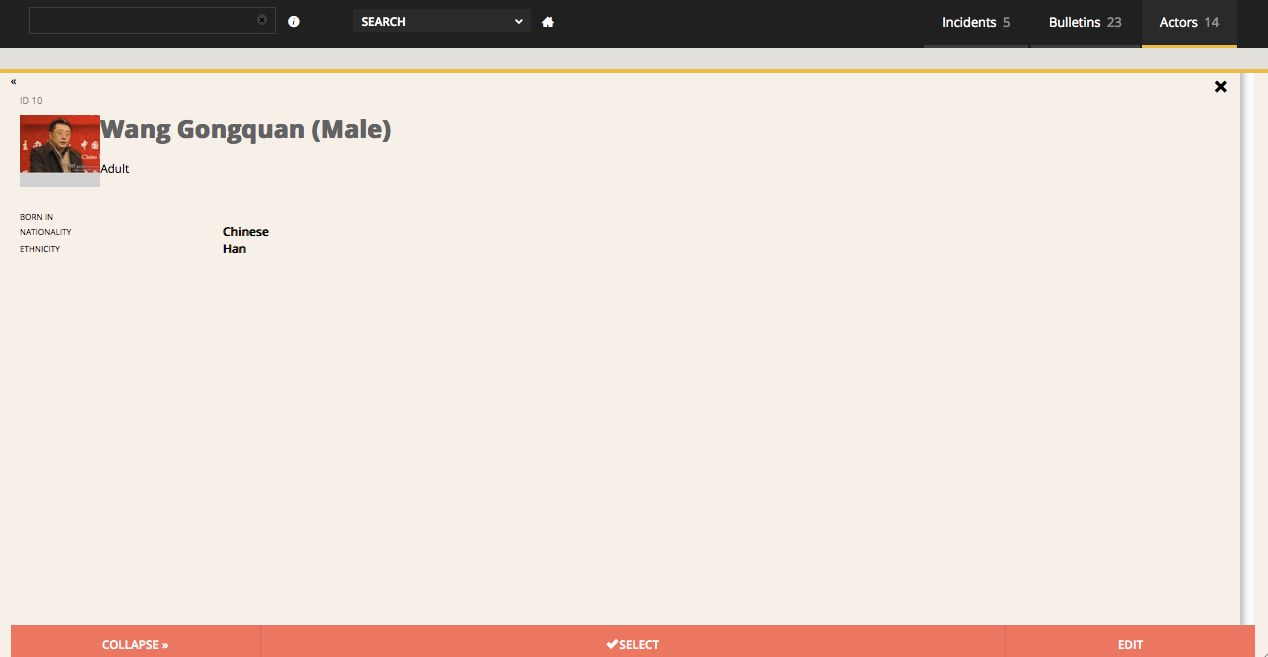 SEARCH
Incidents 5 Bulletins 23 Actors 14
«
ID 10
Wang Gongquan (Male)
Adult
BORN IN
NATIONALITY Chinese
ETHNICITY Han
COLLAPSE » SELECT EDIT